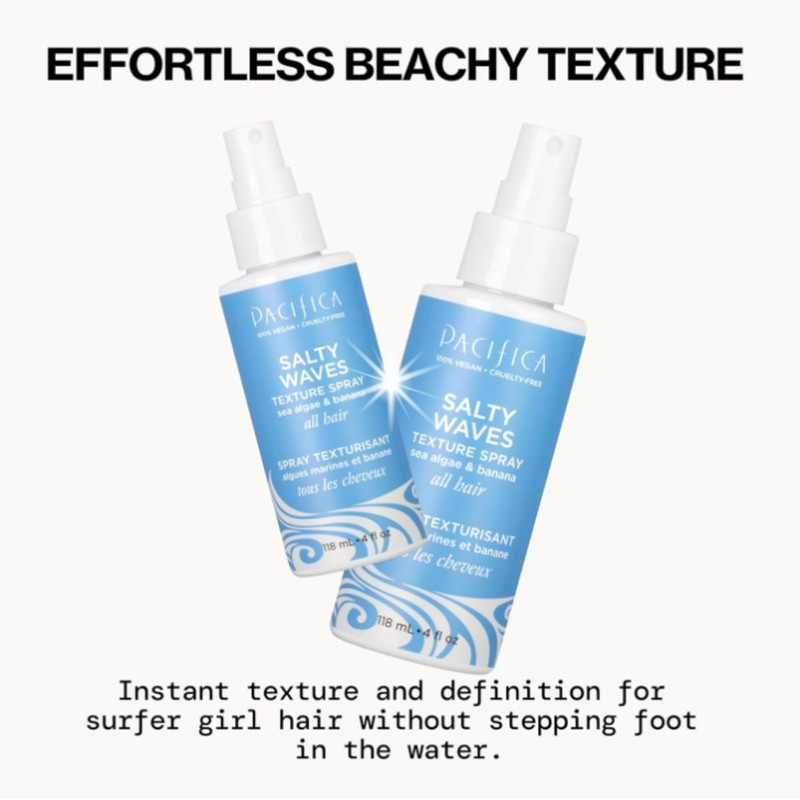 EFFORTLESS BEACHY TEXTURE
PACIFICA
100% VEGAN • CRUELTY-FREE
SALTY
WAVES
TEXTURE SPRAY
sea algae & banana
all hair
SPRAY TEXTURISANT
algues marines et banane
tous les cheveux
118 mL • 4 fl oz
PACIFICA
100% VEGAN • CRUELTY-FREE
SALTY
WAVES
TEXTURE SPRAY
sea algae & banana
all hair
TEXTURISANT
rines et banane
les cheveux
118 mL • 4 fl oz
Instant texture and definition for
surfer girl hair without stepping foot
in the water.